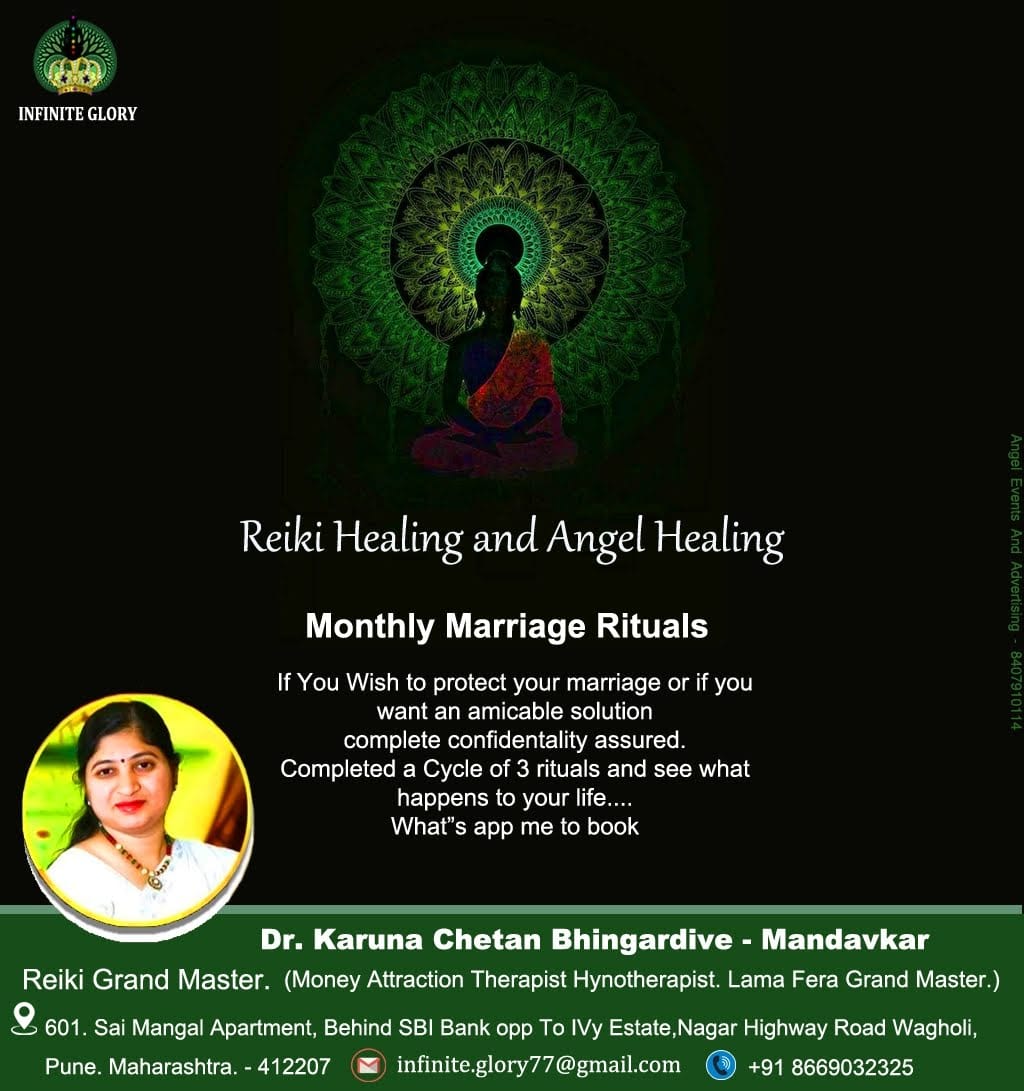 INFINITE GLORY
Reiki Healing and Angel Healing
Monthly Marriage Rituals
If You Wish to protect your marriage or if you
want an amicable solution
complete confidentality assured.
Completed a Cycle of 3 rituals and see what
happens to your life....
What"s app me to book
Angel Events And Advertising - 8407910114
Dr. Karuna Chetan Bhingardive - Mandavkar
Reiki Grand Master. (Money Attraction Therapist Hynotherapist. Lama Fera Grand Master.)
601. Sai Mangal Apartment, Behind SBI Bank opp To IVy Estate,Nagar Highway Road Wagholi,
Pune. Maharashtra. - 412207 infinite.glory77@gmail.com +91 8669032325